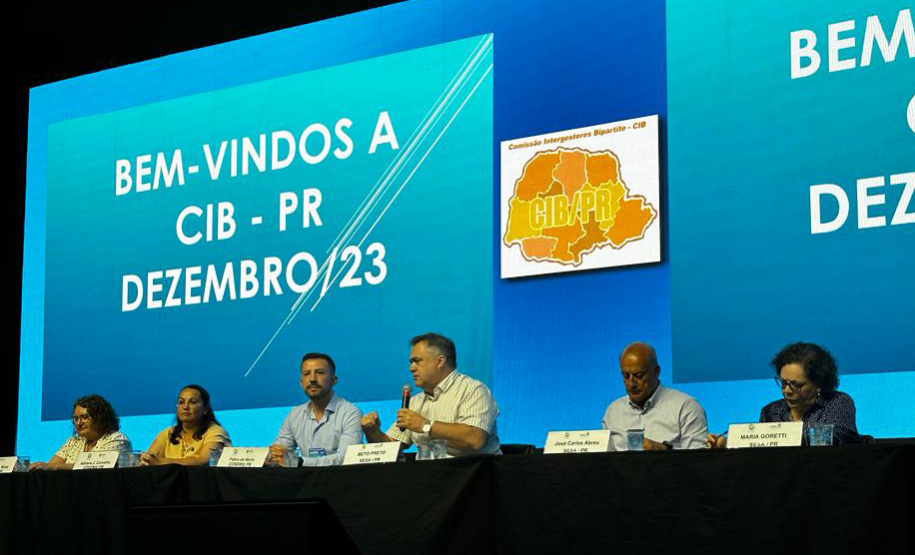 BEM-VINDOS A
CIB - PR
DEZEMBRO/23
Comissão Intergestores Bipartite - CIB
CIB/PR
BEM
DEZ
BETO PRETO
SESA / PR
José Carlos Abreu
SESA - PR
MARIA GORETTI
SESA / PR